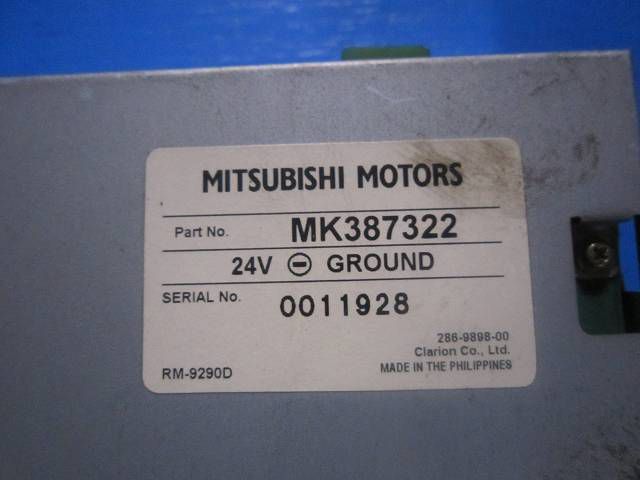 MITSUBISHI MOTORS
Part No. MK387322
24V ⊖ GROUND
SERIAL No. 0011928
286-9898-00
Clarion Co., Ltd.
RM-9290D MADE IN THE PHILIPPINES